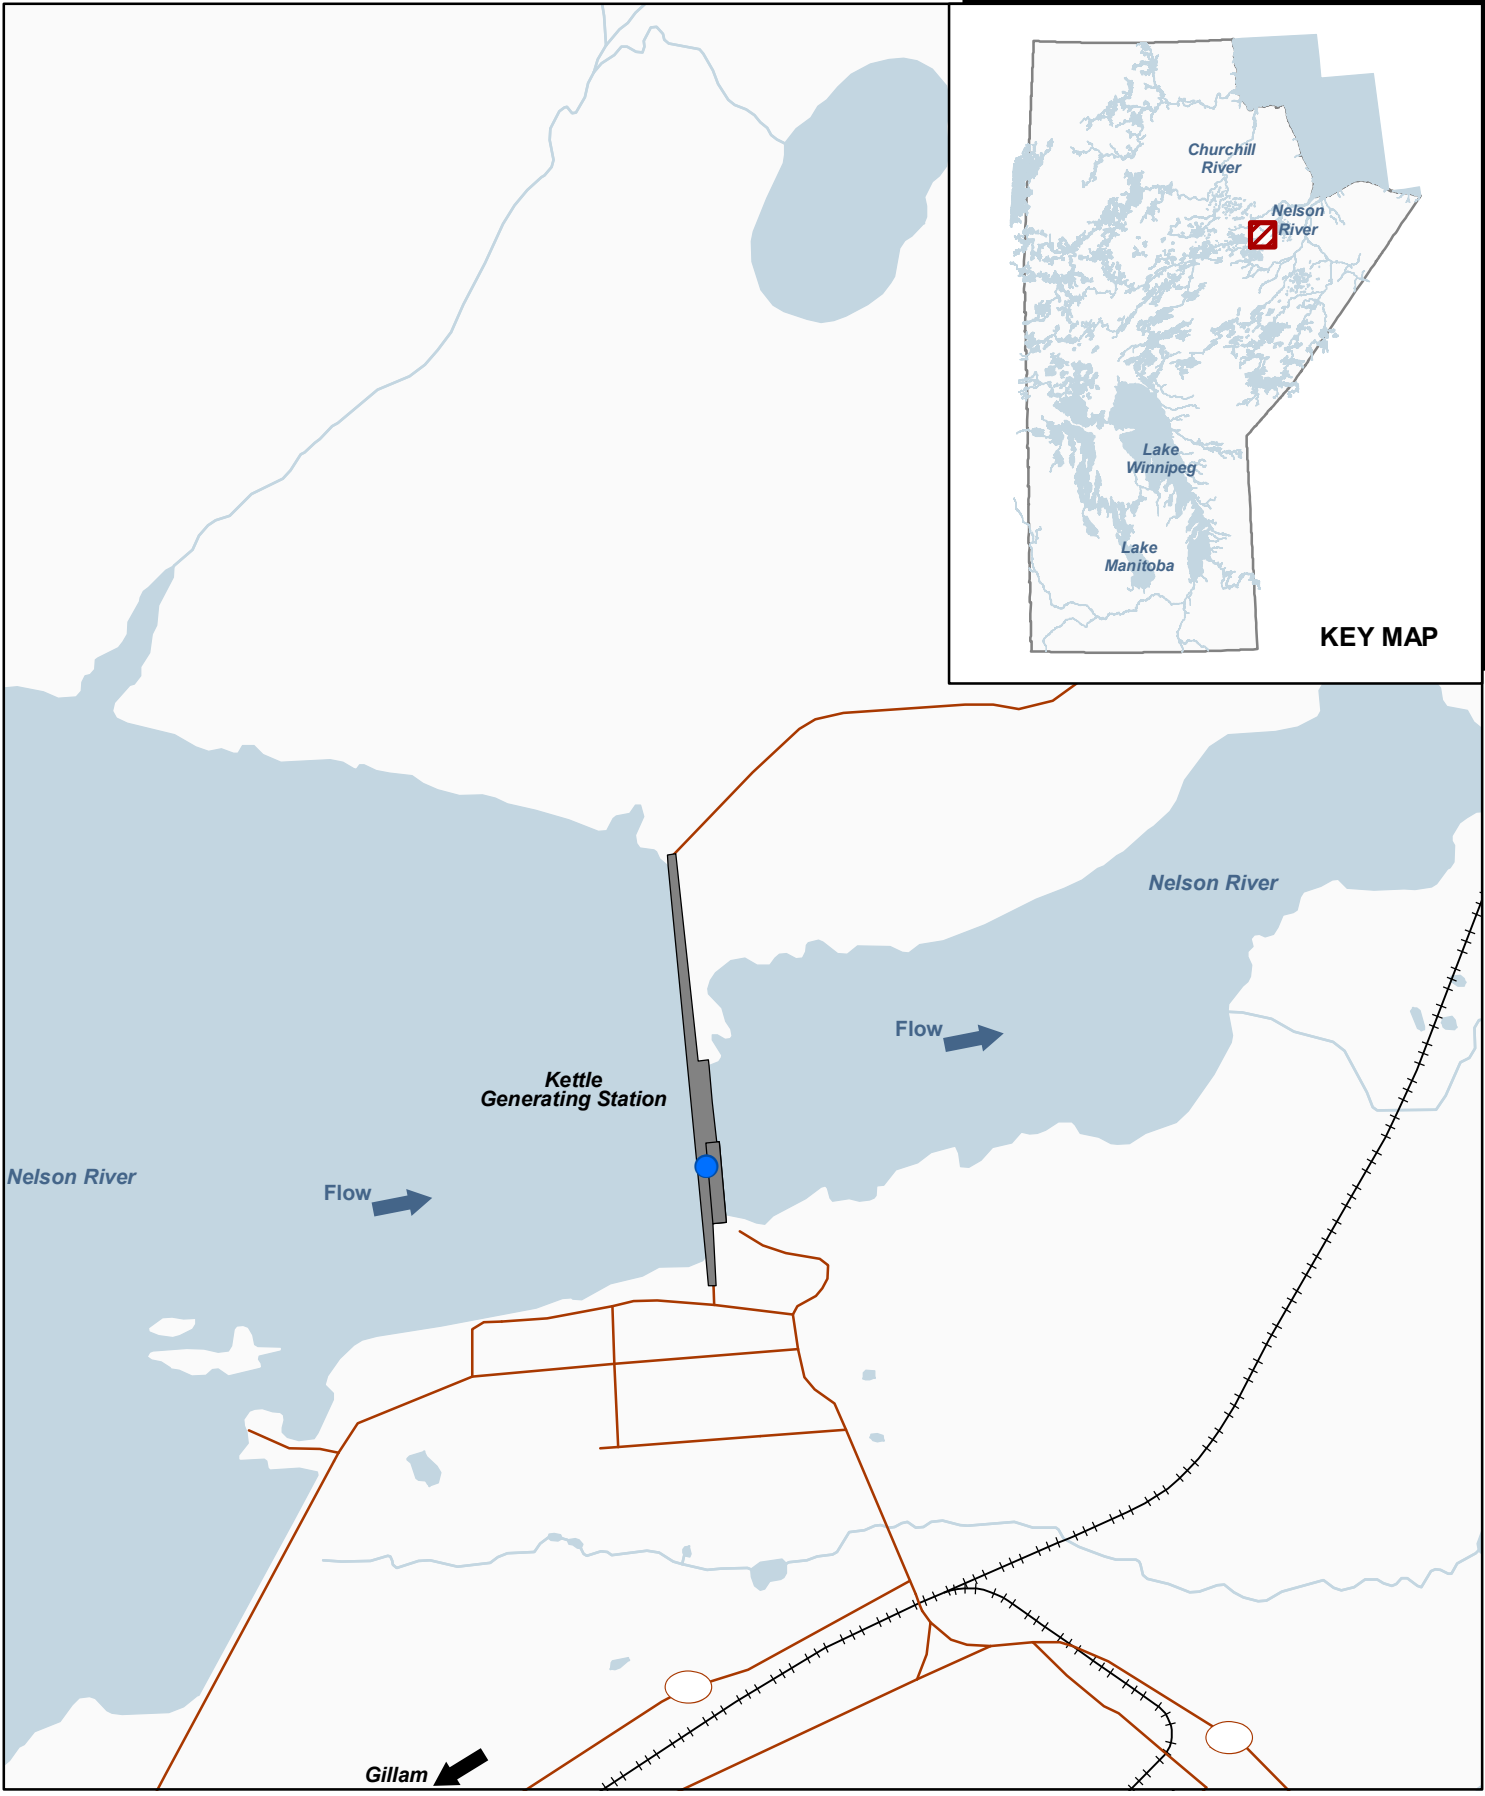 Churchill
River
Nelson
River
Lake
Winnipeg
Lake
Manitoba
KEY MAP
Nelson River
Flow
Kettle
Generating Station
Nelson River
Flow
Gillam